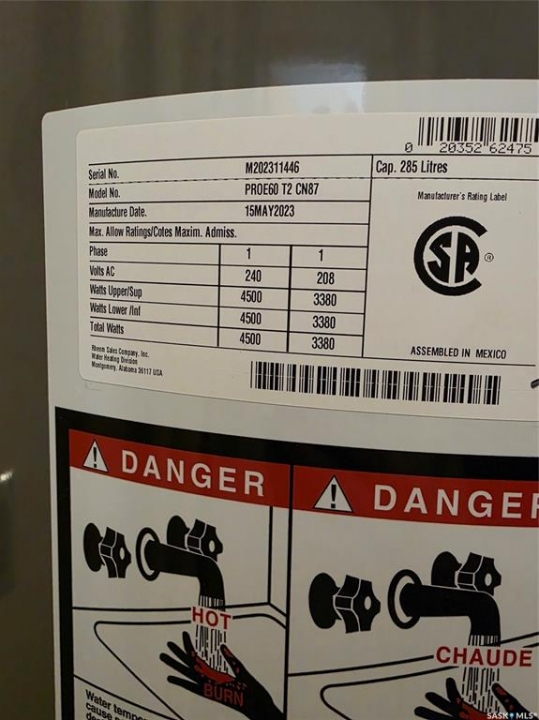 0 20352 62475
Serial No. M202311446 Cap. 285 Litres
Model No. PROE60 T2 CN87
Manufacturer's Rating Label
Manufacture Date. 15MAY2023
Max. Allow Ratings/Cotes Maxim. Admiss.
Phase 1 1
Volts AC 240 208
Watts Upper/Sup 4500 3380
Watts Lower/Inf 4500 3380
Total Watts 4500 3380
SA ®
ASSEMBLED IN MEXICO
Rheem Sales Company, Inc.
Water Heating Division
Montgomery, Alabama 36117 USA
DANGER
HOT
BURN
Water
cause
DANGER
CHAUDE
SASK MLS®